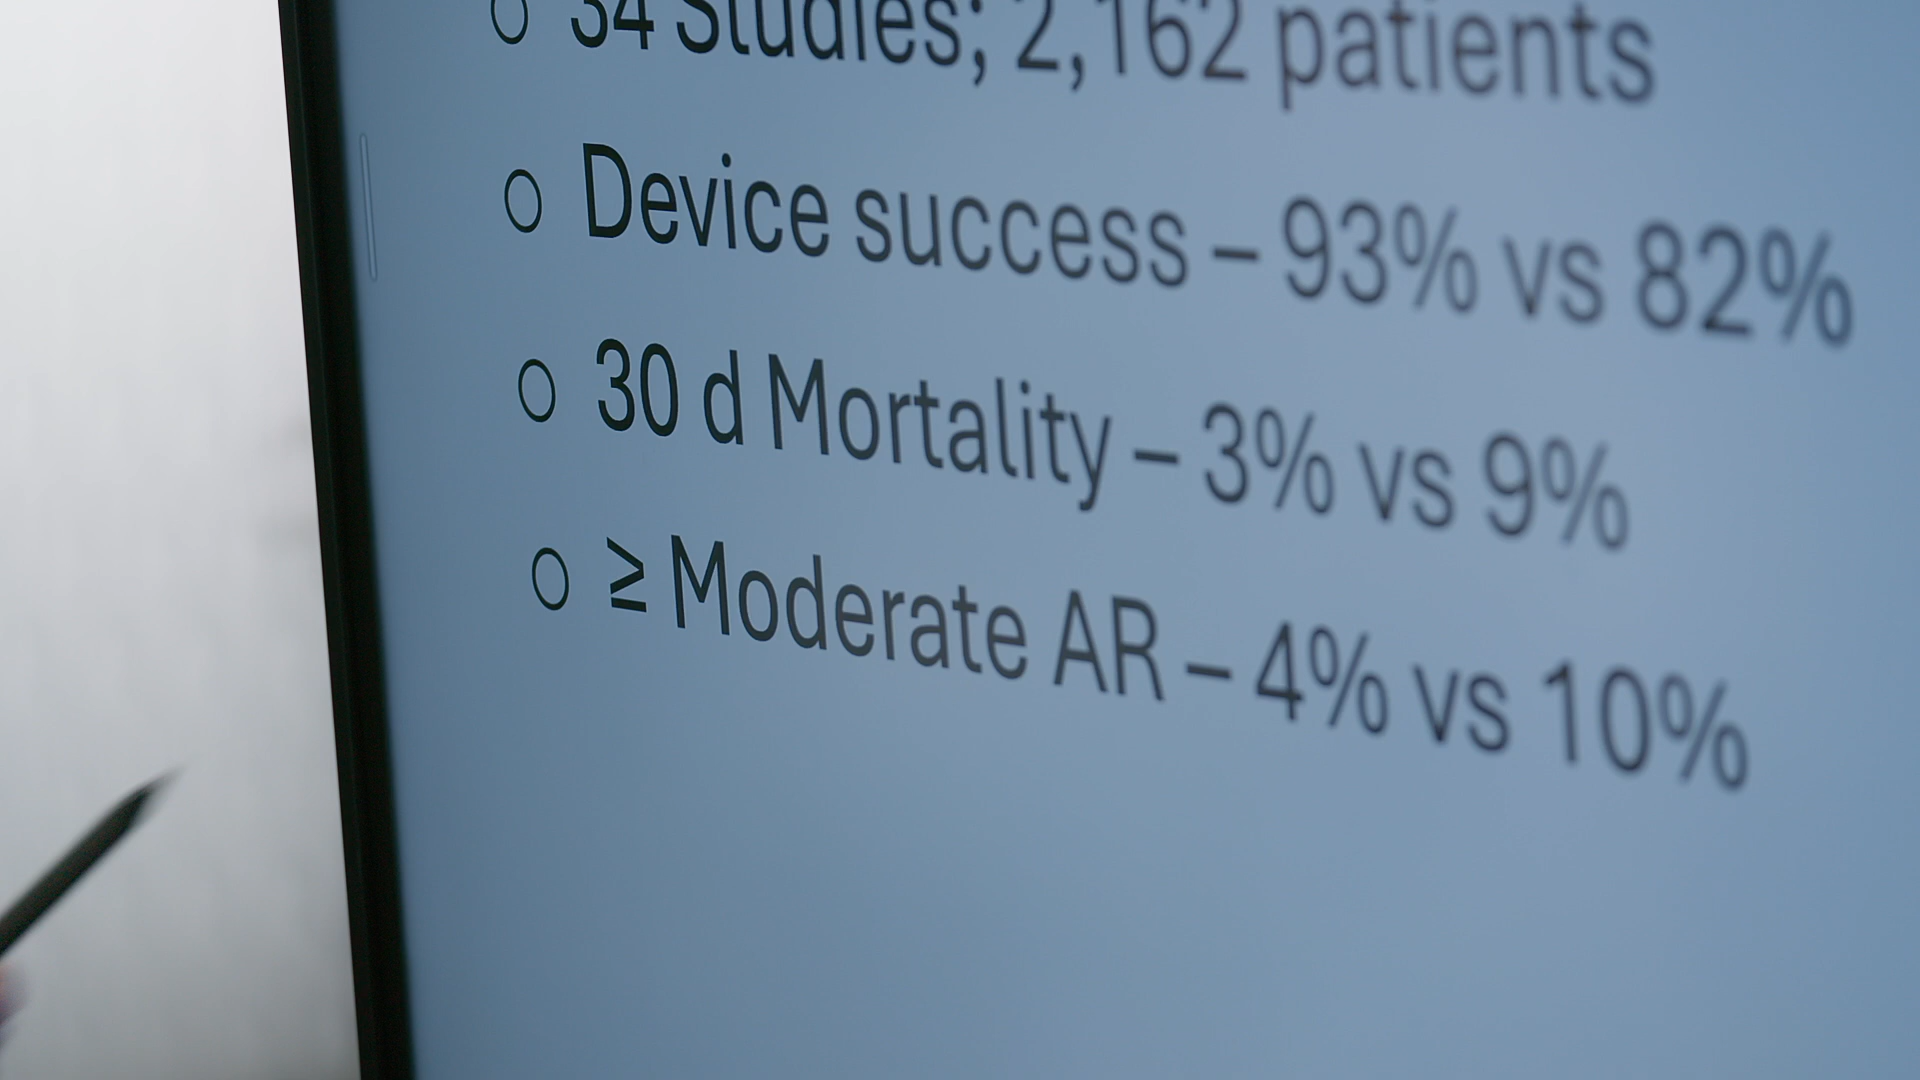 ○ 34 Studies; 2,162 patients
○ Device success – 93% vs 82%
○ 30 d Mortality – 3% vs 9%
○ ≥ Moderate AR – 4% vs 10%